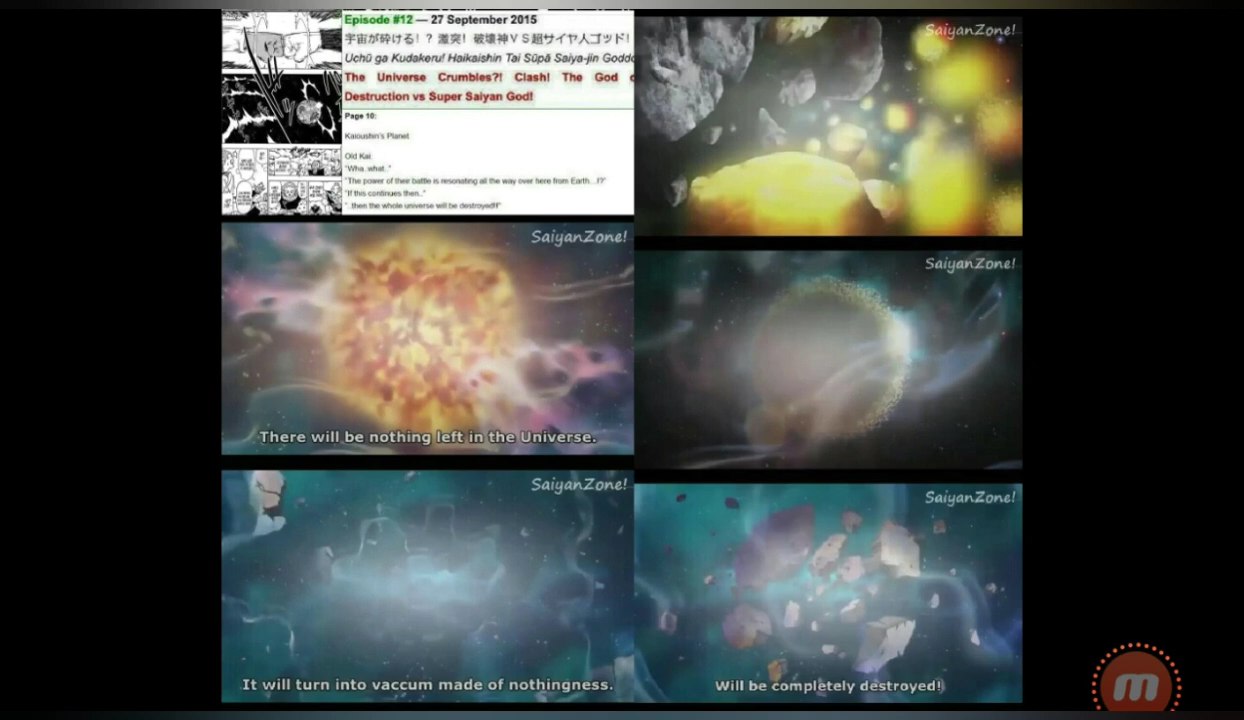 Episode #12 — 27 September 2015
宇宙が砕ける! ? 激突! 破壊神VS超サイヤ人ゴッド!
Uchū ga Kudakeru! Haikaishin Tai Sūpā Saiya-jin Goddo
The Universe Crumbles?! Clash! The God o
Destruction vs Super Saiyan God!
Page 10:
Kaioushin's Planet
Old Kai
"Wha..what.."
"The power of their battle is resonating all the way over here from Earth...!?"
"If this continues then.."
"..then the whole universe will be destroyed!!"
SaiyanZone!
SaiyanZone!
There will be nothing left in the Universe.
SaiyanZone!
SaiyanZone!
It will turn into vaccum made of nothingness.
SaiyanZone!
Will be completely destroyed!
m